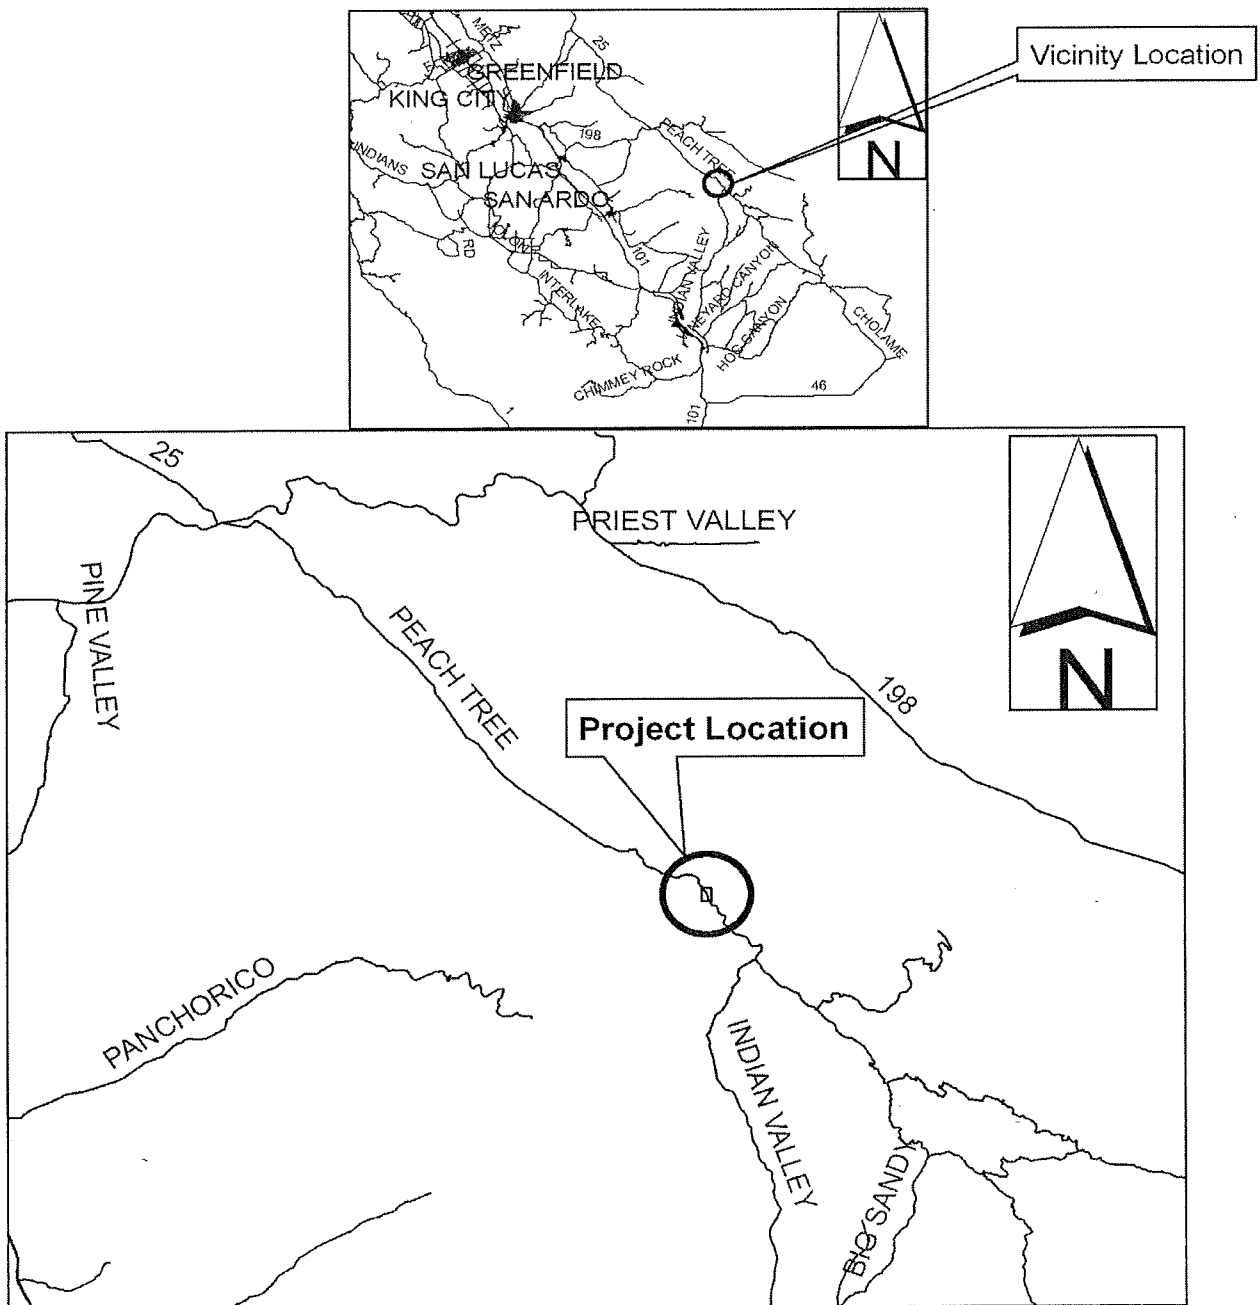 METZ
25
Vicinity Location
GREENFIELD
KING CITY
198
PEACH TREE
N
INDIANS
SAN LUCAS
SAN ARDO
RD
101
INDIAN VALLEY
VINEYARD CANYON
INTERLAKE
HOG CANYON
CHOLAME
CHIMMEY ROCK
46
1
101
25
PRIEST VALLEY
PINE VALLEY
PEACH TREE
198
N
Project Location
PANCHORICO
INDIAN VALLEY
BIG SANDY